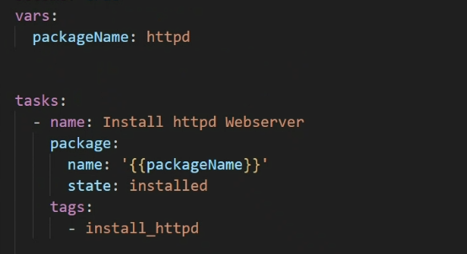 vars:
  packageName: httpd
tasks:
  - name: Install httpd Webserver
    package:
      name: '{{packageName}}'
      state: installed
    tags:
      - install_httpd